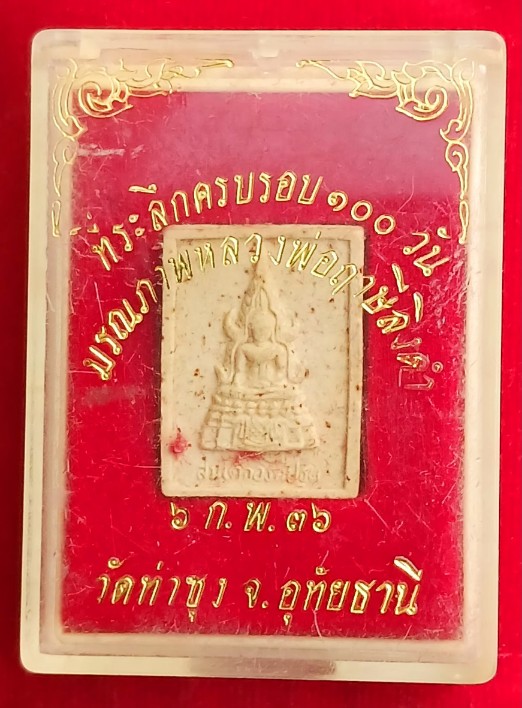 ที่ระลึกครบรอบ ๑๐๐ วัน
มรณภาพหลวงพ่อฤาษีลิงดำ
๖ ก.พ. ๓๖
วัดท่าซุง จ. อุทัยธานี